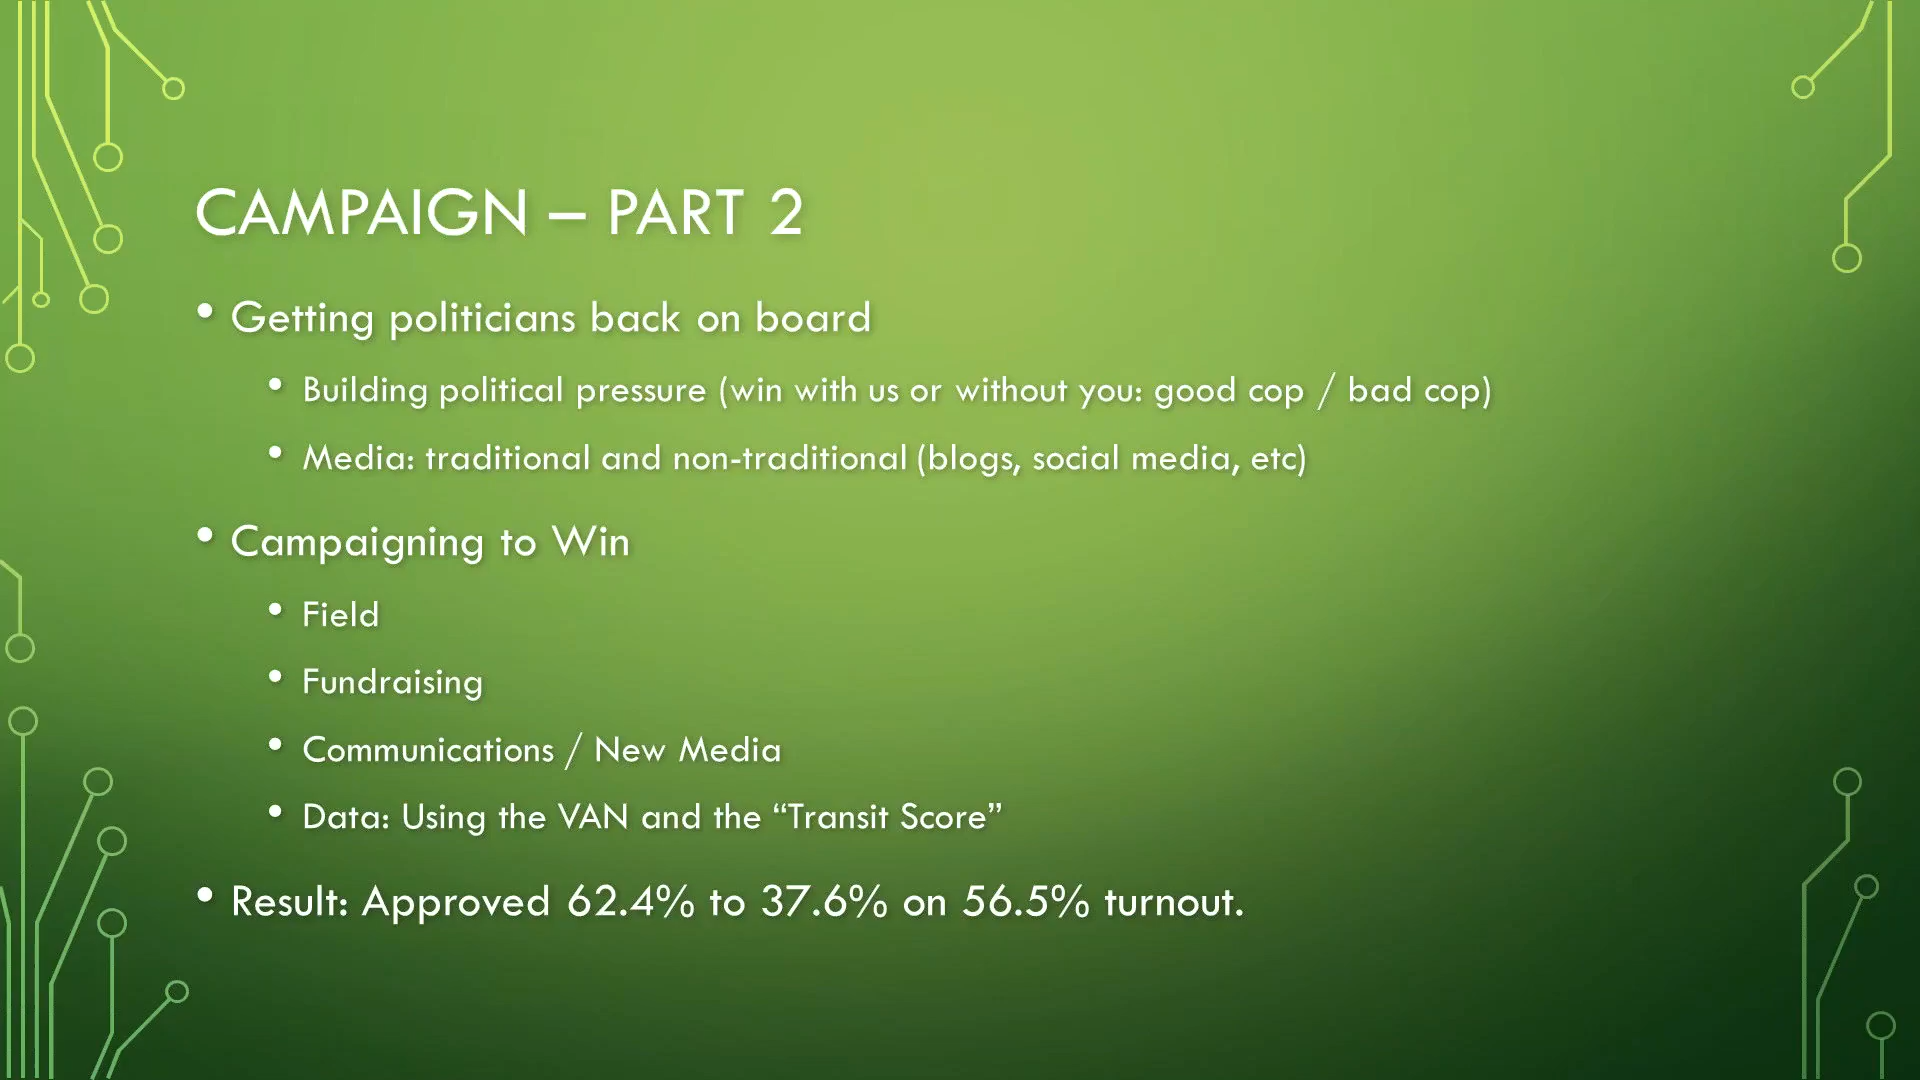 CAMPAIGN – PART 2
• Getting politicians back on board
• Building political pressure (win with us or without you: good cop / bad cop)
• Media: traditional and non-traditional (blogs, social media, etc)
• Campaigning to Win
• Field
• Fundraising
• Communications / New Media
• Data: Using the VAN and the “Transit Score”
• Result: Approved 62.4% to 37.6% on 56.5% turnout.